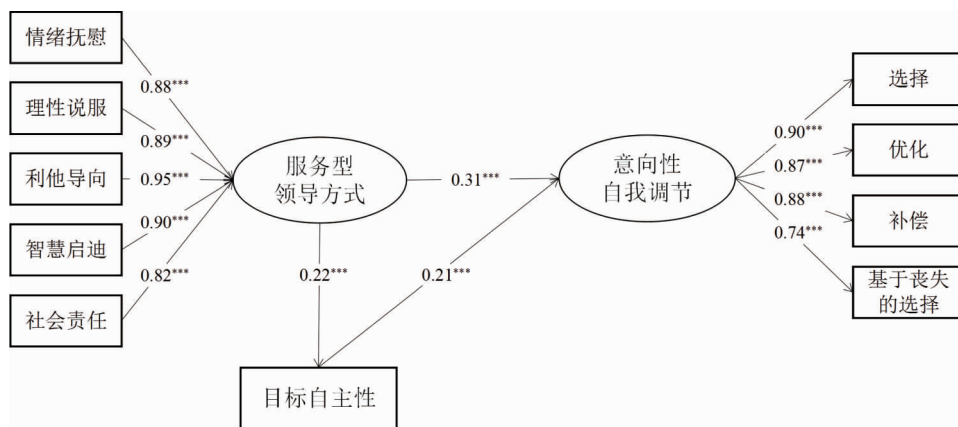 情绪抚慰
理性说服
利他导向
智慧启迪
社会责任
0.88***
0.89***
0.95***
0.90***
0.82***
服务型
领导方式
0.31***
0.22***
0.21***
目标自主性
意向性
自我调节
0.90***
0.87***
0.88***
0.74***
选择
优化
补偿
基于丧失
的选择